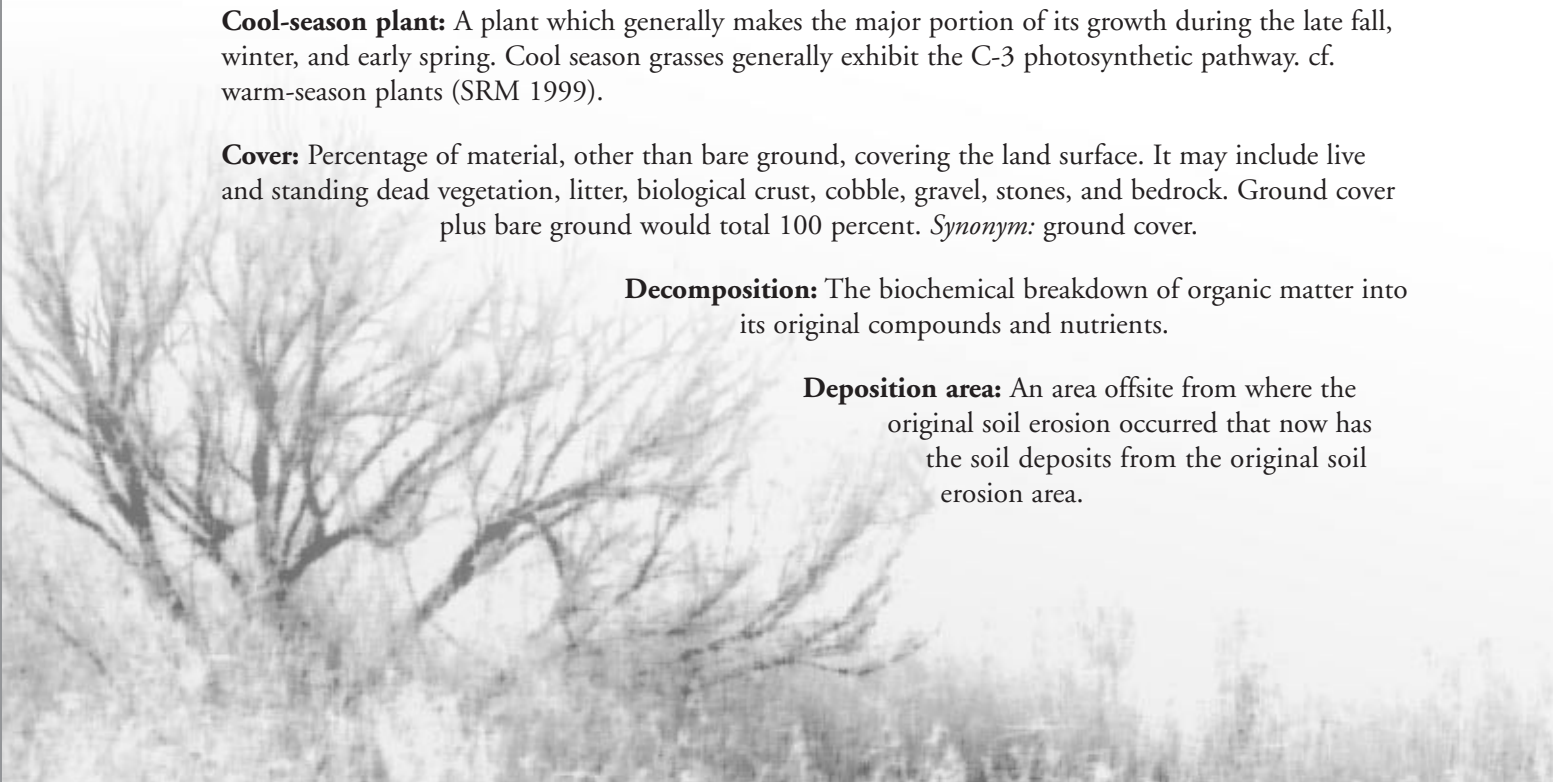 Cool-season plant: A plant which generally makes the major portion of its growth during the late fall,
winter, and early spring. Cool season grasses generally exhibit the C-3 photosynthetic pathway. cf.
warm-season plants (SRM 1999).
Cover: Percentage of material, other than bare ground, covering the land surface. It may include live
and standing dead vegetation, litter, biological crust, cobble, gravel, stones, and bedrock. Ground cover
plus bare ground would total 100 percent. Synonym: ground cover.
Decomposition: The biochemical breakdown of organic matter into
its original compounds and nutrients.
Deposition area: An area offsite from where the
original soil erosion occurred that now has
the soil deposits from the original soil
erosion area.